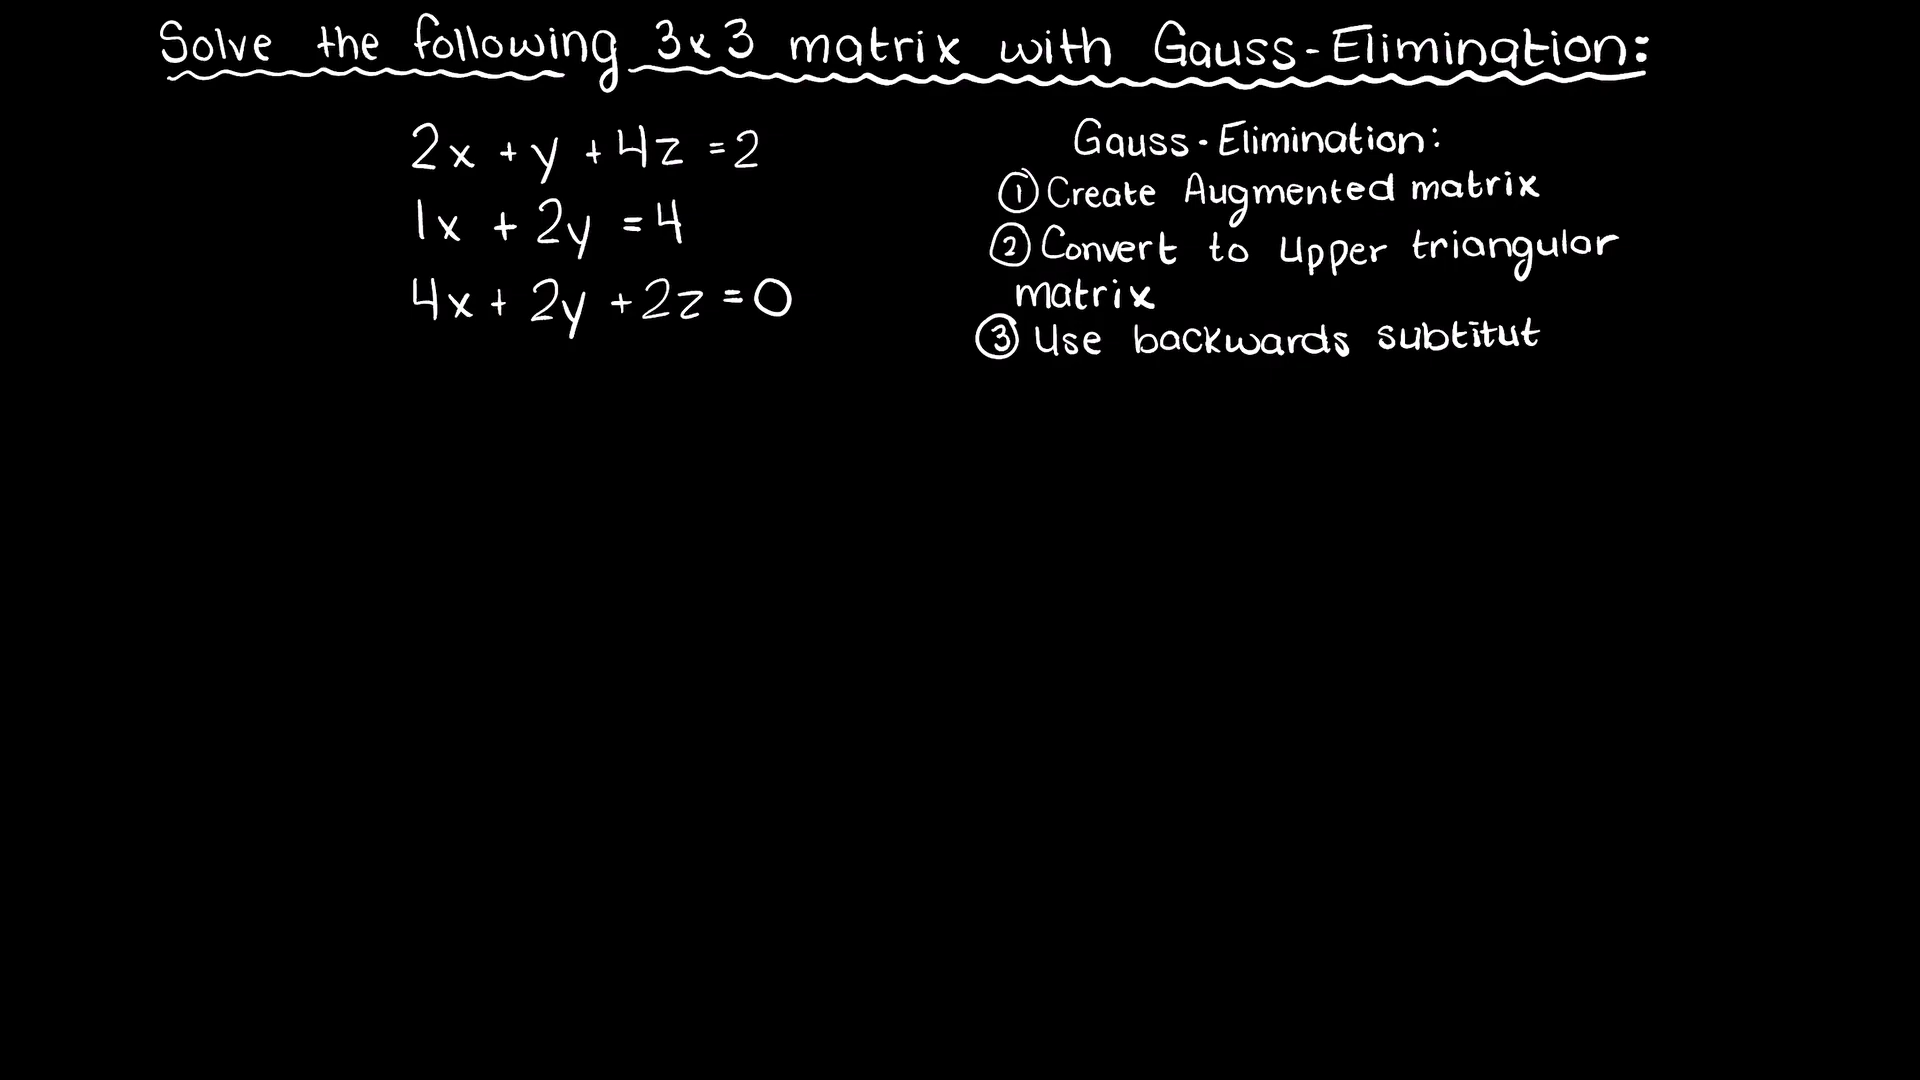 Solve the following 3x3 matrix with Gauss-Elimination:
2x + y + 4z = 2
1x + 2y = 4
4x + 2y + 2z = 0
Gauss-Elimination:
① Create Augmented matrix
② Convert to upper triangular
matrix
③ Use backwards subtitut